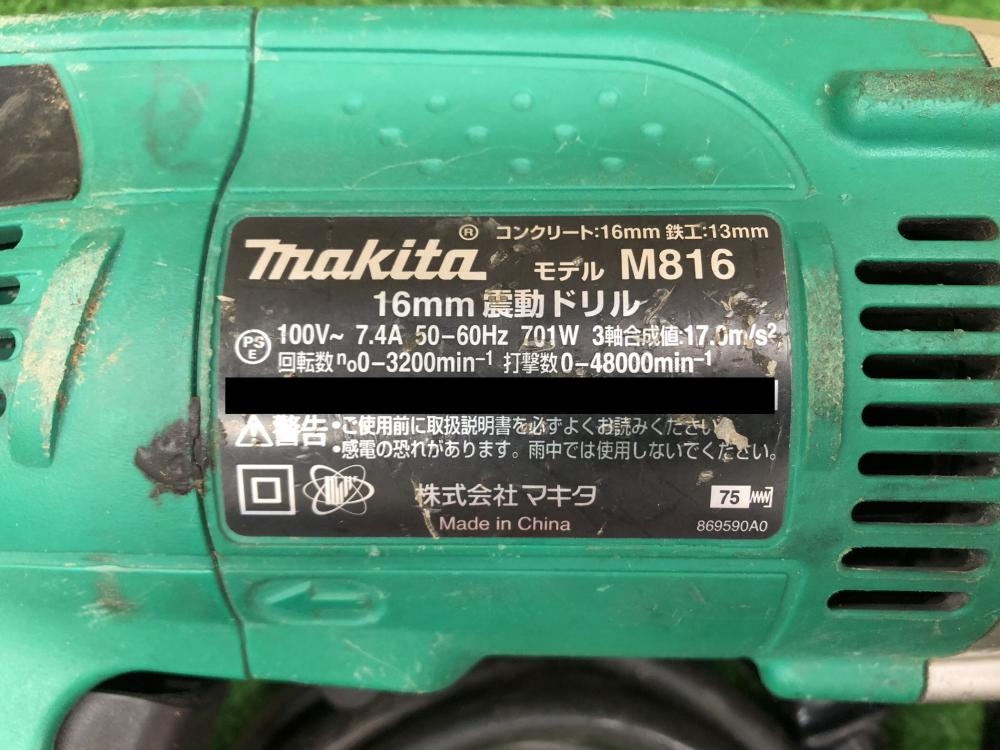 makita ® コンクリート:16mm 鉄工:13mm
モデル M816
16mm 震動ドリル
PSE 100V~ 7.4A 50-60Hz 701W 3軸合成値:17.0m/s²
回転数 n₀0-3200min⁻¹ 打撃数 0-48000min⁻¹
警告 •ご使用前に取扱説明書を必ずよくお読みください
•感電の恐れがあります。雨中では使用しないでください。
株式会社 マキタ 75
Made in China 869590A0